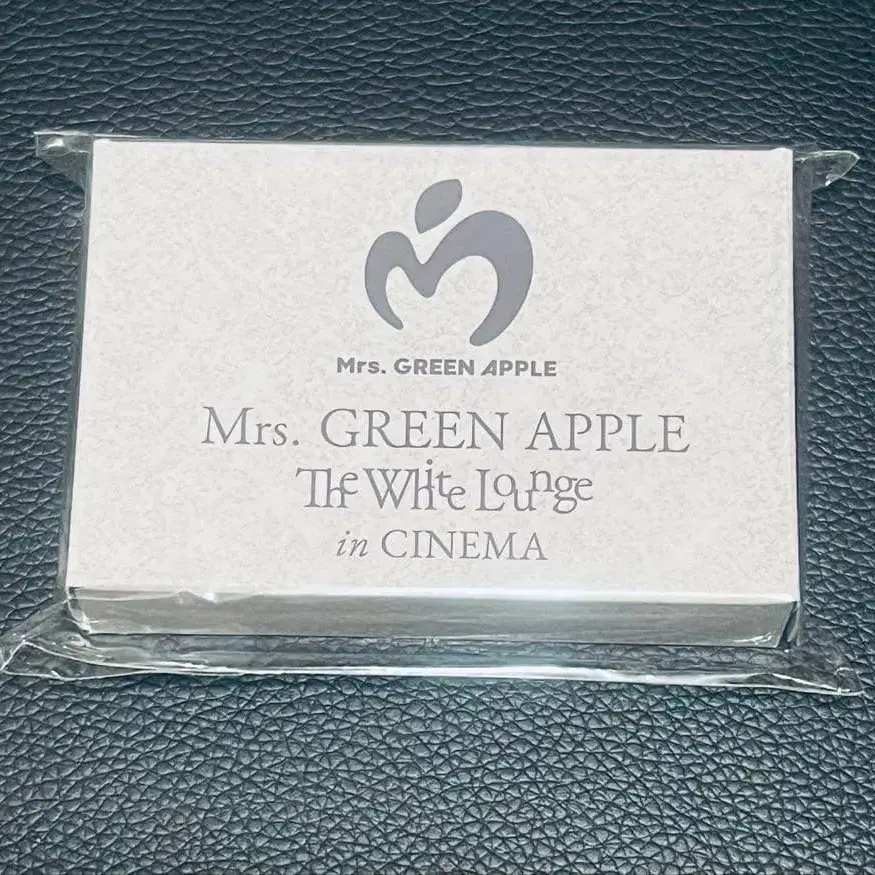 Mrs. GREEN APPLE
Mrs. GREEN APPLE
The White Lounge
in CINEMA